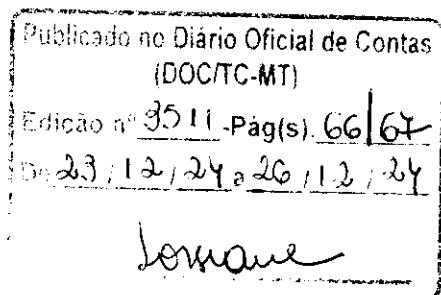 Publicado no Diário Oficial de Contas
(DOC/TC-MT)
Edição nº 3511 -Pág(s). 66/67
De 23/12/24 a 26/12/24